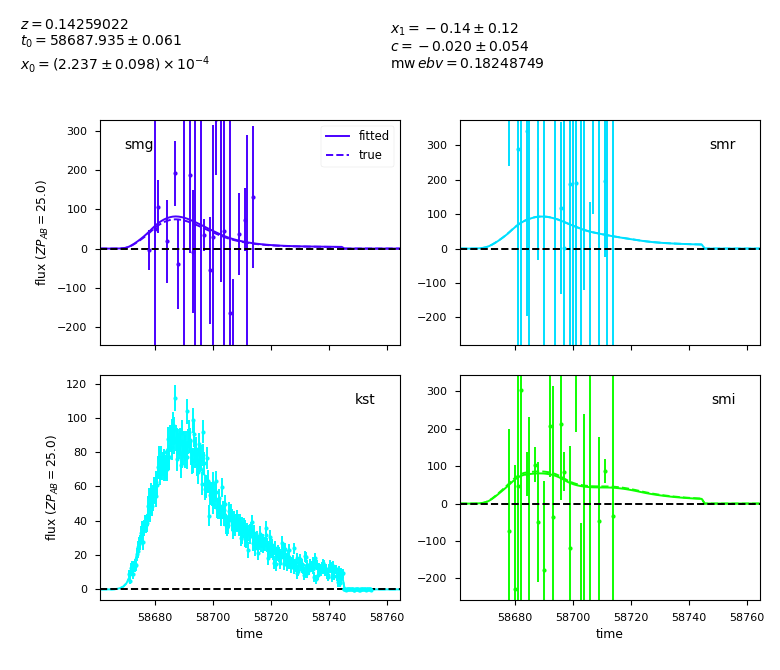 z = 0.14259022
t₀ = 58687.935 ± 0.061
x₀ = (2.237 ± 0.098) × 10⁻⁴
x₁ = −0.14 ± 0.12
c = −0.020 ± 0.054
mw ebv = 0.18248749
smg
fitted
true
flux (ZP_AB = 25.0)
300
200
100
0
−100
−200
smr
300
200
100
0
−100
−200
kst
flux (ZP_AB = 25.0)
120
100
80
60
40
20
0
58680 58700 58720 58740 58760
time
smi
300
200
100
0
−100
−200
58680 58700 58720 58740 58760
time